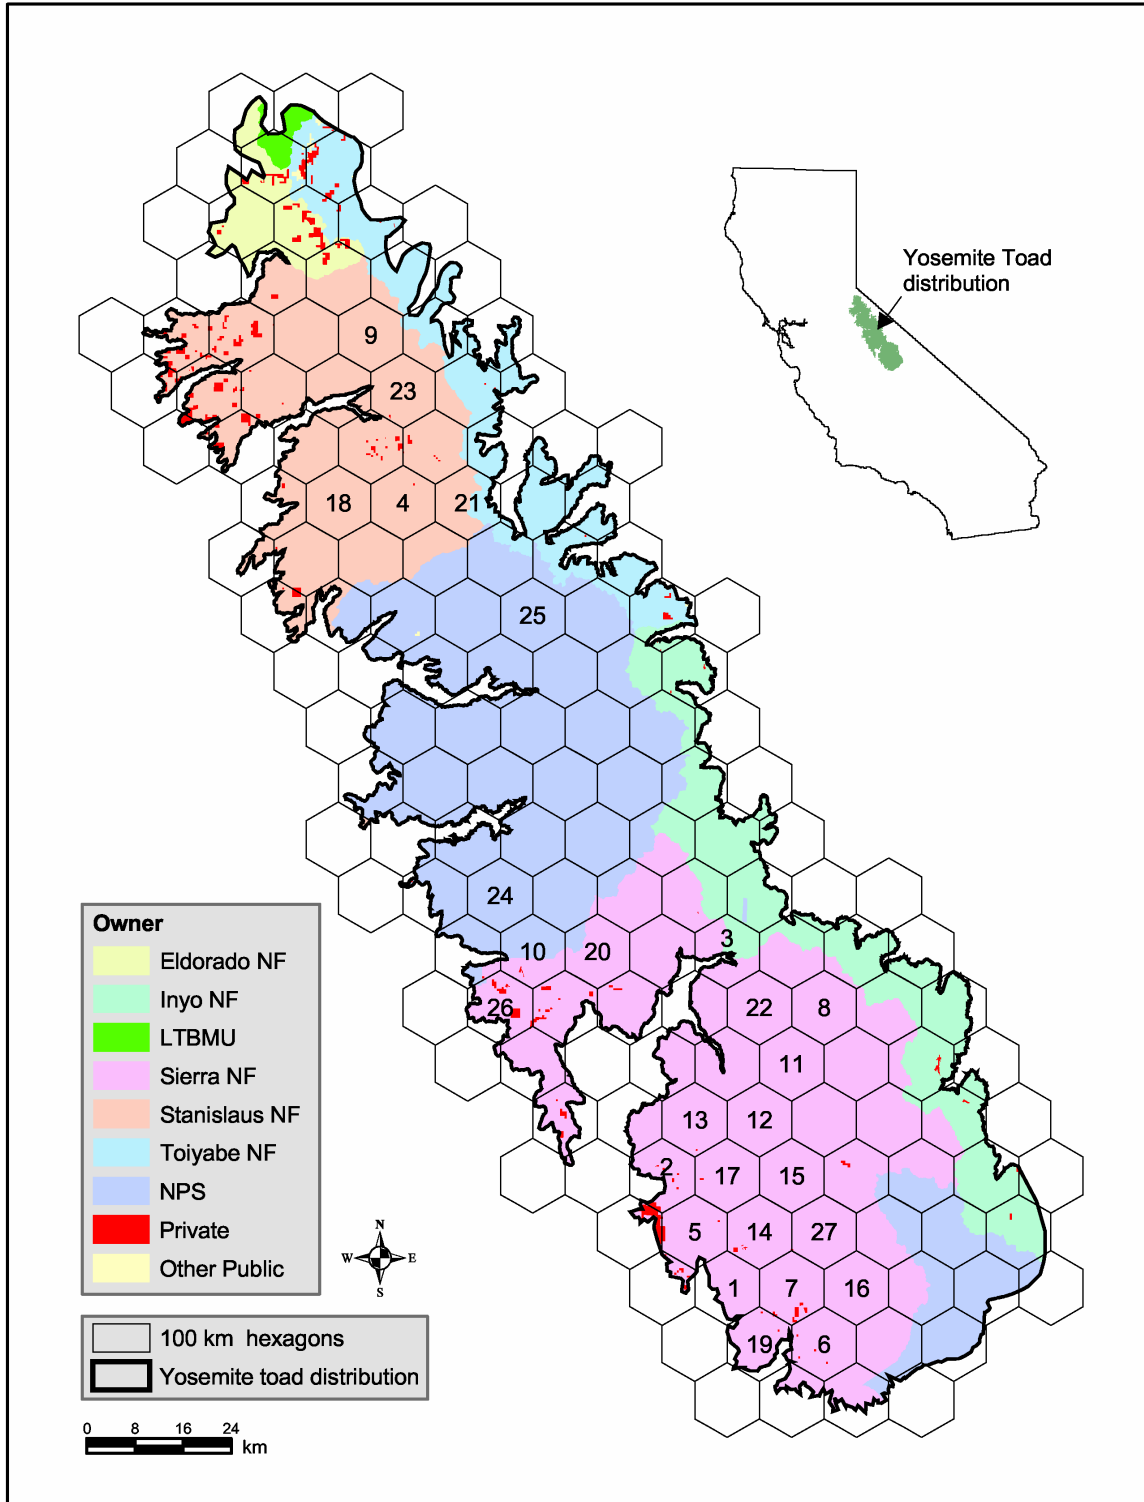 Yosemite Toad
distribution
9
23
18 4 21
25
24
10 20 3
26 22 8
11
13 12
2 17 15
5 14 27
1 7 16
19 6
Owner
Eldorado NF
Inyo NF
LTBMU
Sierra NF
Stanislaus NF
Toiyabe NF
NPS
Private
Other Public
N
W E
S
100 km hexagons
Yosemite toad distribution
0 8 16 24
km